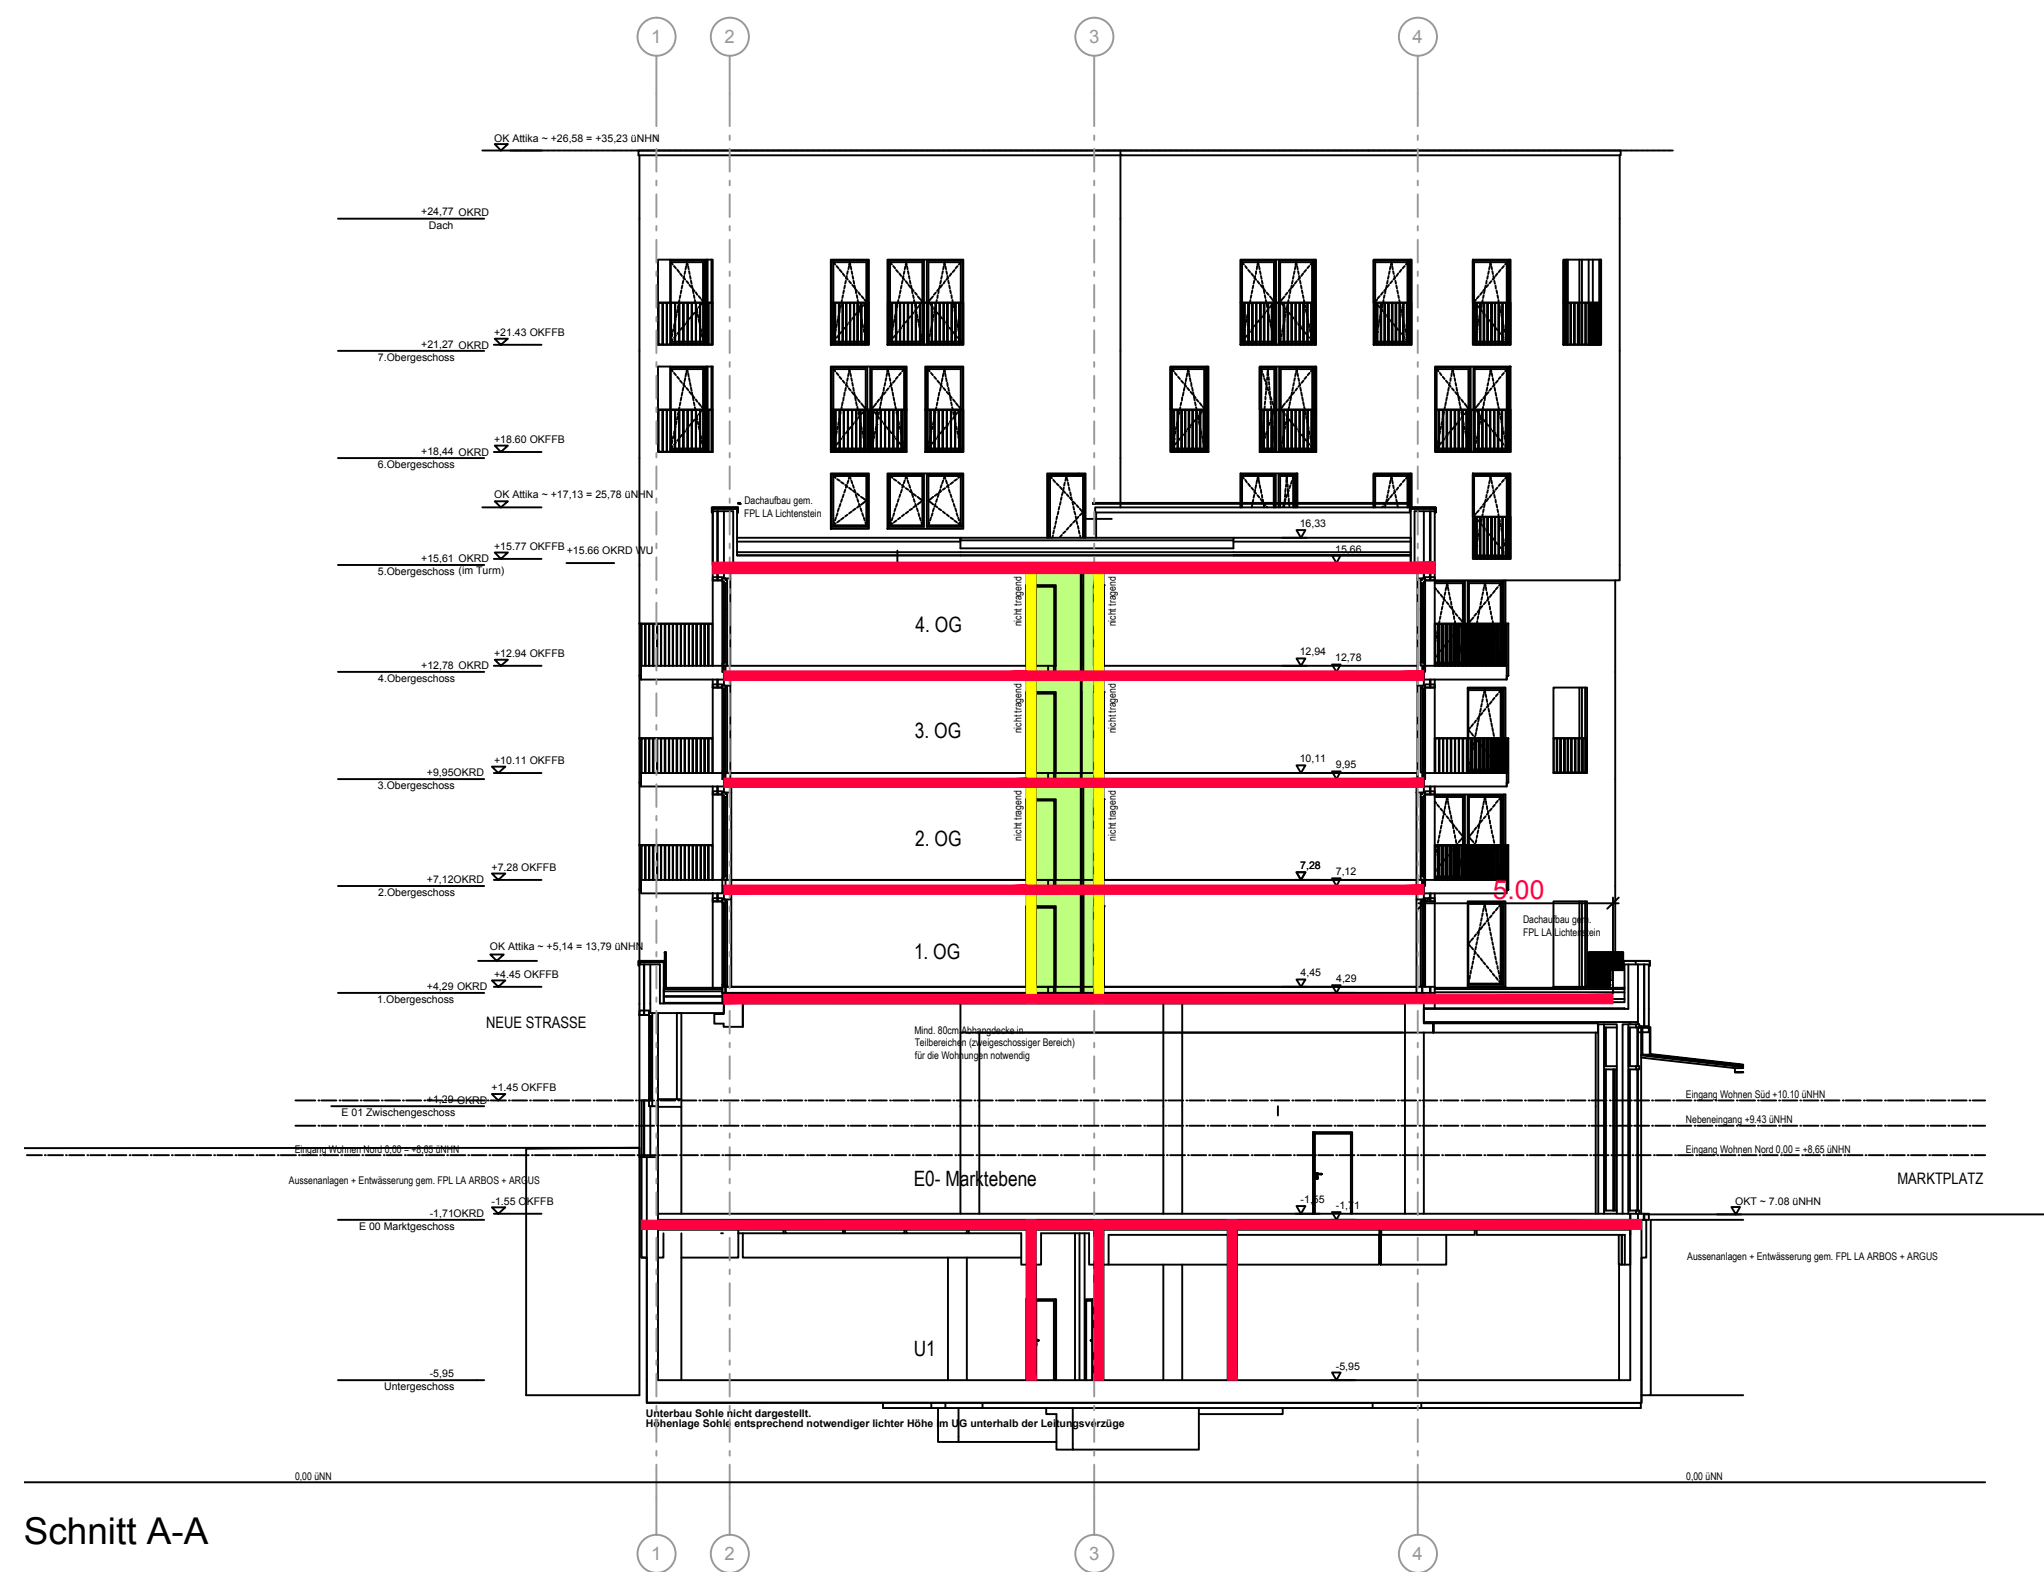 1 2 3 4
OK Attika ~ +26,58 = +35,23 üNHN
+24,77 OKRD
Dach
+21.43 OKFFB
+21,27 OKRD
7.Obergeschoss
+18.60 OKFFB
+18,44 OKRD
6.Obergeschoss
OK Attika ~ +17,13 = 25,78 üNHN
Dachaufbau gem.
FPL LA Lichtenstein
16,33
+15.77 OKFFB
+15.66 OKRD WU
15,66
+15,61 OKRD
5.Obergeschoss (im Turm)
nicht tragend
nicht tragend
4. OG
+12.94 OKFFB
12,94
12,78
+12,78 OKRD
4.Obergeschoss
nicht tragend
nicht tragend
3. OG
+10.11 OKFFB
10,11
9,95
+9,95OKRD
3.Obergeschoss
nicht tragend
nicht tragend
2. OG
+7.28 OKFFB
7,28
7,12
+7,12OKRD
2.Obergeschoss
5.00
Dachaufbau gem.
FPL LA Lichtenstein
OK Attika ~ +5,14 = 13,79 üNHN
1. OG
+4.45 OKFFB
4,45
4,29
+4,29 OKRD
1.Obergeschoss
NEUE STRASSE
Mind. 80cm Abhangdecke in
Teilbereichen (zweigeschossiger Bereich)
für die Wohnungen notwendig
+1.45 OKFFB
+1,29 OKRD
E 01 Zwischengeschoss
Eingang Wohnen Süd +10.10 üNHN
Nebeneingang +9.43 üNHN
Eingang Wohnen Nord 0,00 = +8,65 üNHN
Eingang Wohnen Nord 0,00 = +8,65 üNHN
Aussenanlagen + Entwässerung gem. FPL LA ARBOS + ARGUS
E0- Marktebene
MARKTPLATZ
-1.55 OKFFB
-1,55
-1,71
OKT ~ 7.08 üNHN
-1,71OKRD
E 00 Marktgeschoss
Aussenanlagen + Entwässerung gem. FPL LA ARBOS + ARGUS
U1
-5,95
-5,95
Untergeschoss
Unterbau Sohle nicht dargestellt.
Höhenlage Sohle entsprechend notwendiger lichter Höhe im UG unterhalb der Leitungsverzüge
0,00 üNN
0,00 üNN
Schnitt A-A
1 2 3 4